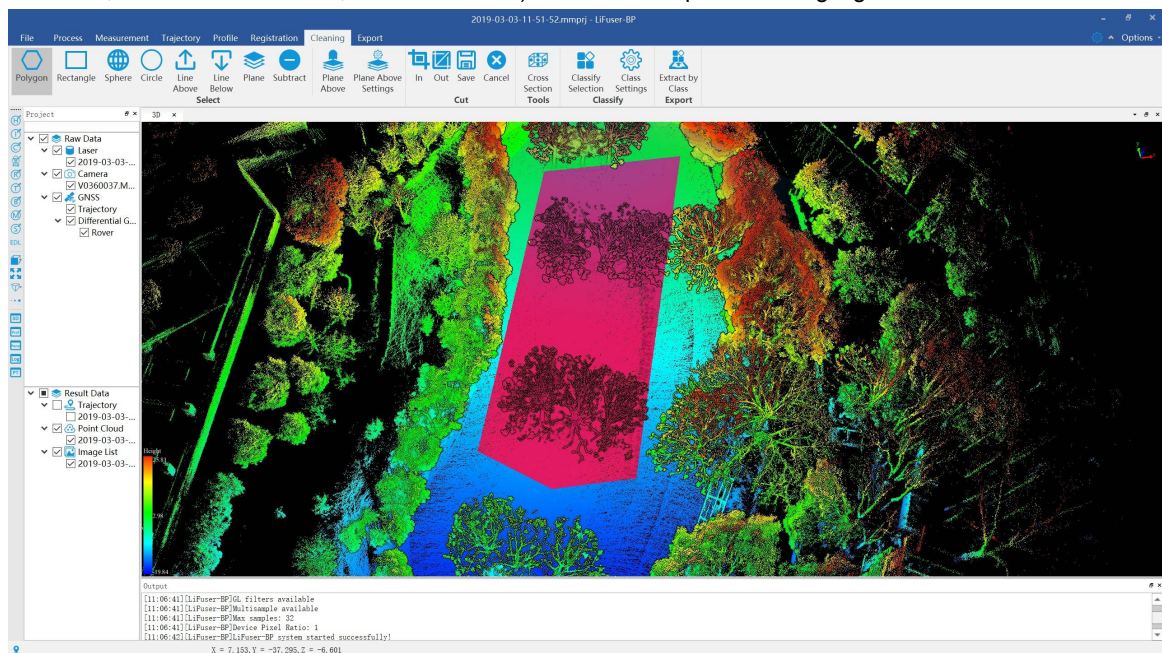 2019-03-03-11-51-52.mmprj - LiFuser-BP
File Process Measurement Trajectory Profile Registration Cleaning Export
Options
Polygon Rectangle Sphere Circle Line Above Line Below Plane Subtract Plane Above Plane Above Settings In Out Save Cancel Cross Section Classify Selection Class Settings Extract by Class
Select Cut Tools Classify Export
Project
3D
Raw Data
Laser
2019-03-03-...
Camera
V0360037.M...
GNSS
Trajectory
Differential G...
Rover
EDL
Result Data
Trajectory
2019-03-03-...
Point Cloud
2019-03-03-...
Image List
2019-03-03-...
Height
Output
[11:06:41][LiFuser-BP]GL filters available
[11:06:41][LiFuser-BP]Multisample available
[11:06:41][LiFuser-BP]Max samples: 32
[11:06:41][LiFuser-BP]Device Pixel Ratio: 1
[11:06:42][LiFuser-BP]LiFuser-BP system started successfully!
X = 7.153,Y = -37.295,Z = -6.601